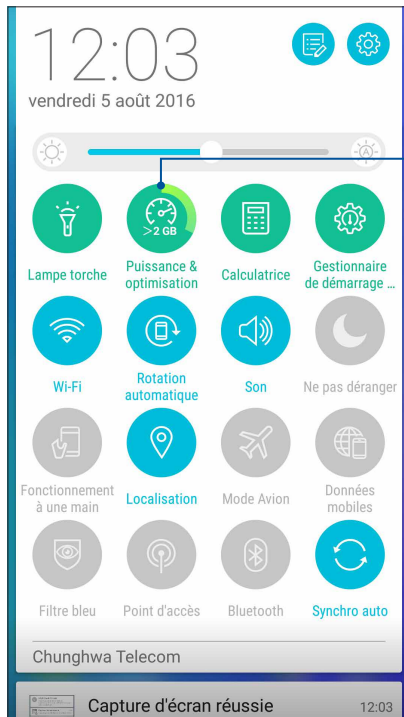 12:03
vendredi 5 août 2016
A
>2 GB
Lampe torche
Puissance &
optimisation
Calculatrice
Gestionnaire
de démarrage ...
Wi-Fi
Rotation
automatique
Son
Ne pas déranger
Fonctionnement
à une main
Localisation
Mode Avion
Données
mobiles
Filtre bleu
Point d'accès
Bluetooth
Synchro auto
Chunghwa Telecom
Capture d'écran réussie 12:03